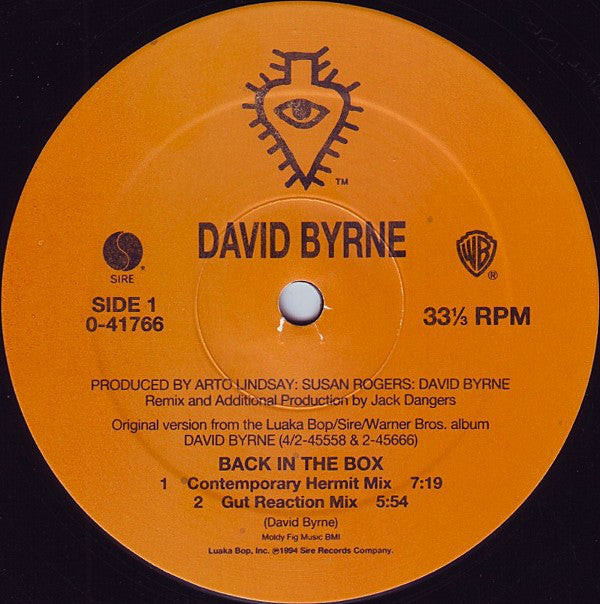 ™
DAVID BYRNE
SIRE
WB
®
SIDE 1
0-41766
33⅓ RPM
PRODUCED BY ARTO LINDSAY: SUSAN ROGERS: DAVID BYRNE
Remix and Additional Production by Jack Dangers
Original version from the Luaka Bop/Sire/Warner Bros. album
DAVID BYRNE (4/2-45558 & 2-45666)
BACK IN THE BOX
1 Contemporary Hermit Mix 7:19
2 Gut Reaction Mix 5:54
(David Byrne)
Moldy Fig Music BMI
Luaka Bop, Inc. ℗1994 Sire Records Company.